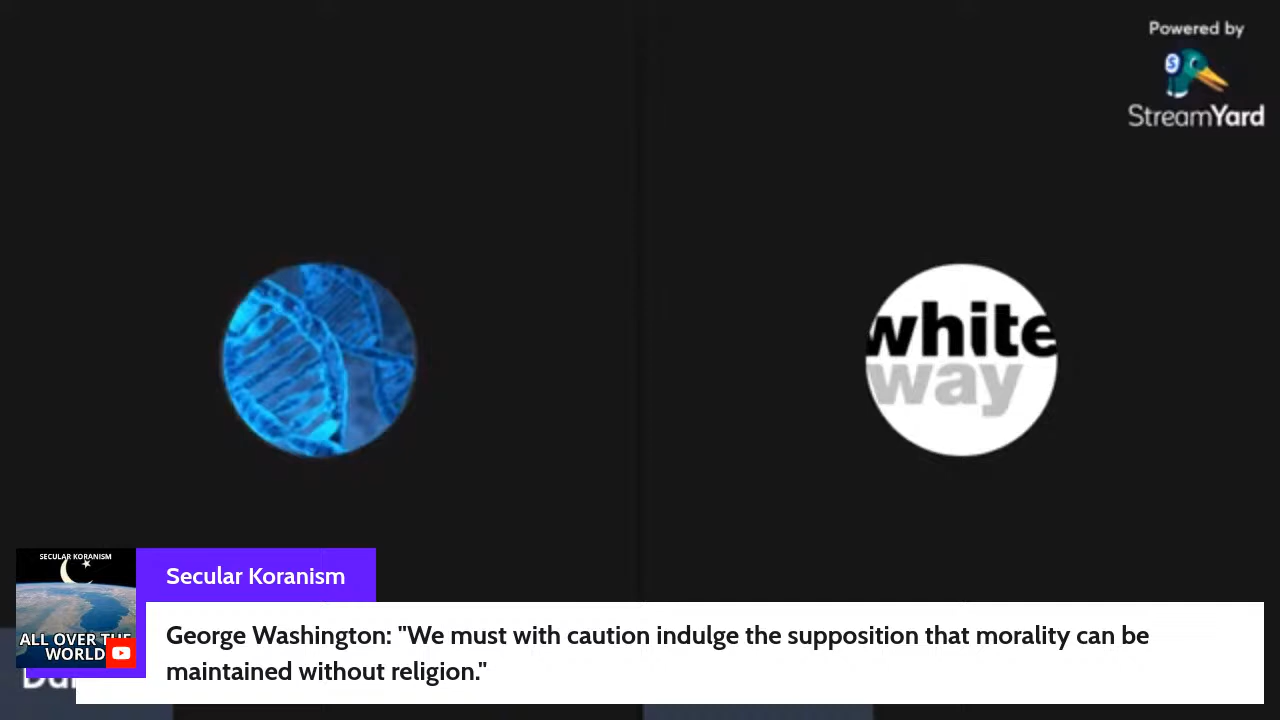 Powered by
StreamYard
white
way
SECULAR KORANISM
ALL OVER THE
WORLD
Secular Koranism
George Washington: "We must with caution indulge the supposition that morality can be
maintained without religion."